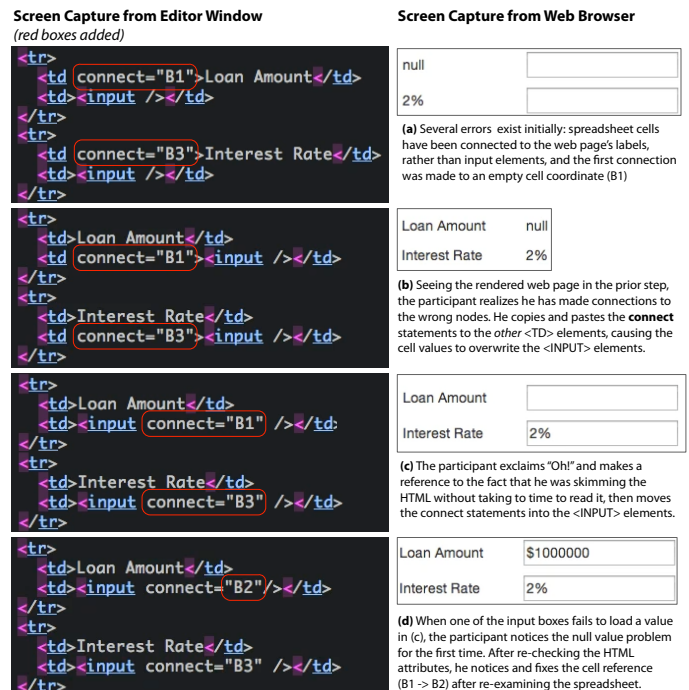 Screen Capture from Editor Window
(red boxes added)
Screen Capture from Web Browser
<tr>
<td connect="B1">Loan Amount</td>
<td><input /></td>
</tr>
<tr>
<td connect="B3">Interest Rate</td>
<td><input /></td>
</tr>
null
2%
(a) Several errors exist initially: spreadsheet cells
have been connected to the web page's labels,
rather than input elements, and the first connection
was made to an empty cell coordinate (B1)
<tr>
<td>Loan Amount</td>
<td connect="B1"><input /></td>
</tr>
<tr>
<td>Interest Rate</td>
<td connect="B3"><input /></td>
</tr>
Loan Amount null
Interest Rate 2%
(b) Seeing the rendered web page in the prior step,
the participant realizes he has made connections to
the wrong nodes. He copies and pastes the connect
statements to the other <TD> elements, causing the
cell values to overwrite the <INPUT> elements.
<tr>
<td>Loan Amount</td>
<td><input connect="B1" /></td>
</tr>
<tr>
<td>Interest Rate</td>
<td><input connect="B3" /></td>
</tr>
Loan Amount
Interest Rate 2%
(c) The participant exclaims "Oh!" and makes a
reference to the fact that he was skimming the
HTML without taking to time to read it, then moves
the connect statements into the <INPUT> elements.
<tr>
<td>Loan Amount</td>
<td><input connect="B2"/></td>
</tr>
<tr>
<td>Interest Rate</td>
<td><input connect="B3" /></td>
</tr>
Loan Amount $1000000
Interest Rate 2%
(d) When one of the input boxes fails to load a value
in (c), the participant notices the null value problem
for the first time. After re-checking the HTML
attributes, he notices and fixes the cell reference
(B1 -> B2) after re-examining the spreadsheet.